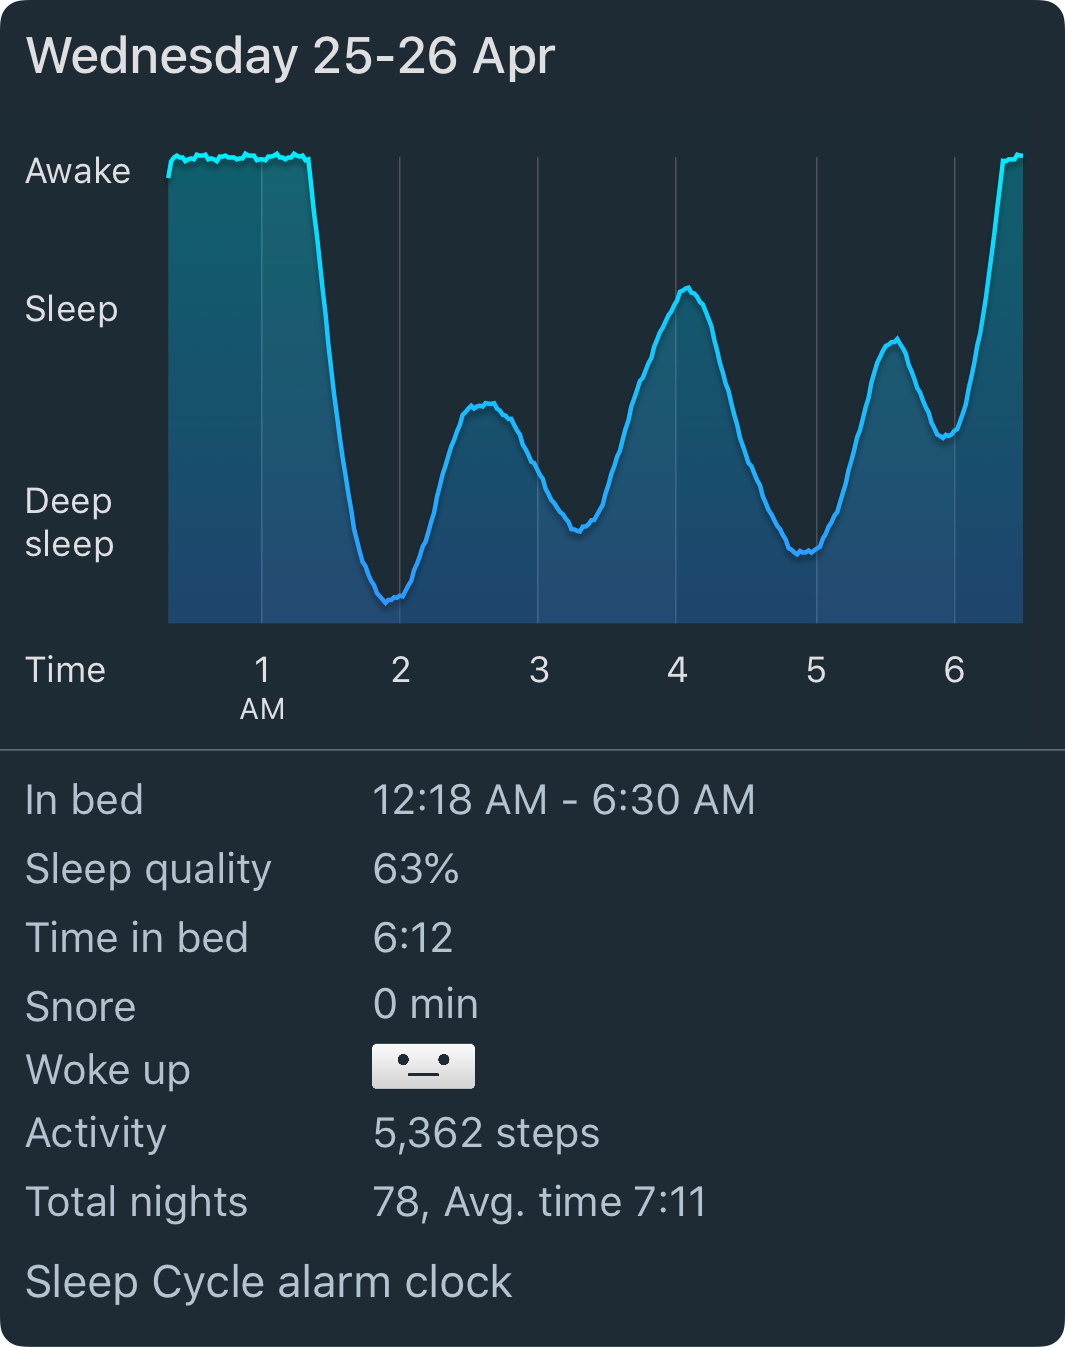 Wednesday 25-26 Apr
Awake
Sleep
Deep
sleep
Time 1 2 3 4 5 6
AM
In bed 12:18 AM - 6:30 AM
Sleep quality 63%
Time in bed 6:12
Snore 0 min
Woke up
Activity 5,362 steps
Total nights 78, Avg. time 7:11
Sleep Cycle alarm clock